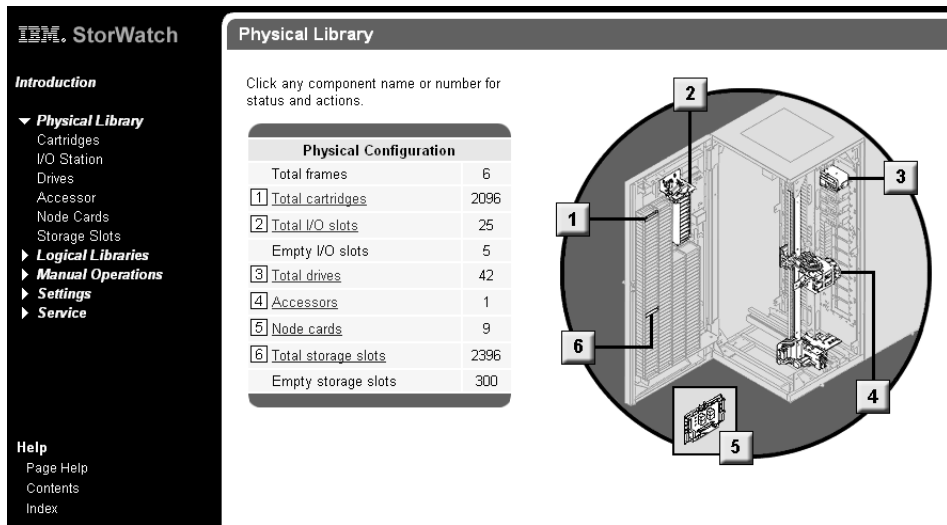 IBM. StorWatch
Introduction
Physical Library
Cartridges
I/O Station
Drives
Accessor
Node Cards
Storage Slots
Logical Libraries
Manual Operations
Settings
Service
Help
Page Help
Contents
Index
Physical Library
Click any component name or number for
status and actions.
Physical Configuration
Total frames 6
1 Total cartridges 2096
2 Total I/O slots 25
Empty I/O slots 5
3 Total drives 42
4 Accessors 1
5 Node cards 9
6 Total storage slots 2396
Empty storage slots 300
2
3
1
6
4
5